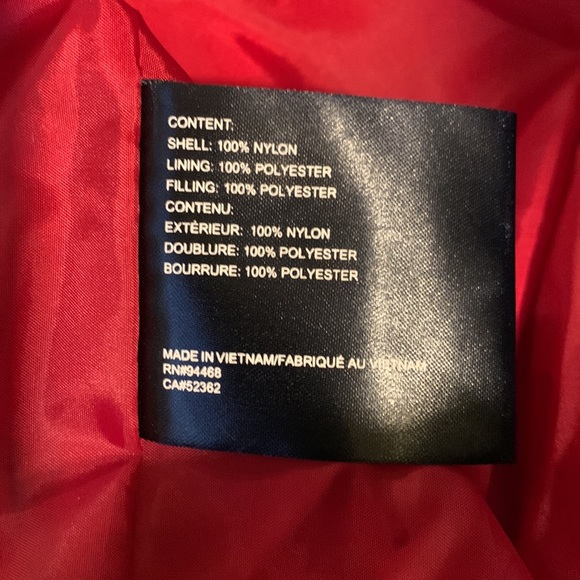 CONTENT:
SHELL: 100% NYLON
LINING: 100% POLYESTER
FILLING: 100% POLYESTER
CONTENU:
EXTÉRIEUR: 100% NYLON
DOUBLURE: 100% POLYESTER
BOURRURE: 100% POLYESTER
MADE IN VIETNAM/FABRIQUÉ AU VIETNAM
RN#94468
CA#52362